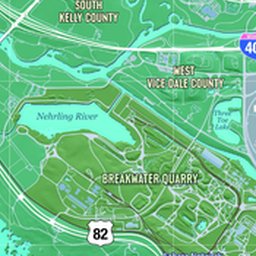 SOUTH
KELLY COUNTY
40
WEST
VICE DALE COUNTY
Nehrling River
Three
Toe
Lake
BREAKWATER QUARRY
82